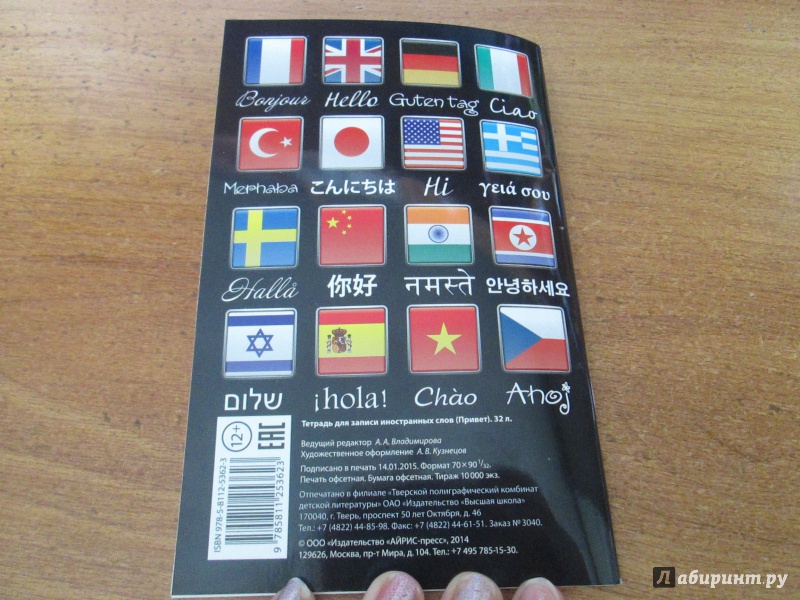 Bonjour Hello Guten tag Ciao
Merhaba こんにちは Hi γειά σου
Hallå 你好 नमस्ते 안녕하세요
שלום ¡hola! Chào Ahoj
ISBN 978-5-8112-5362-3
9 785811 253623
12+
EAC
Тетрадь для записи иностранных слов (Привет). 32 л.
Ведущий редактор А. А. Владимирова
Художественное оформление А. В. Кузнецов
Подписано в печать 14.01.2015. Формат 70 × 90 1/32.
Печать офсетная. Бумага офсетная. Тираж 10 000 экз.
Отпечатано в филиале «Тверской полиграфический комбинат
детской литературы» ОАО «Издательство "Высшая школа"
170040, г. Тверь, проспект 50 лет Октября, д. 46
Тел.: +7 (4822) 44-85-98. Факс: +7 (4822) 44-61-51. Заказ № 3040.
© ООО «Издательство «АЙРИС-пресс», 2014
129626, Москва, пр-т Мира, д. 104. Тел.: +7 495 785-15-30.
Лабиринт.ру